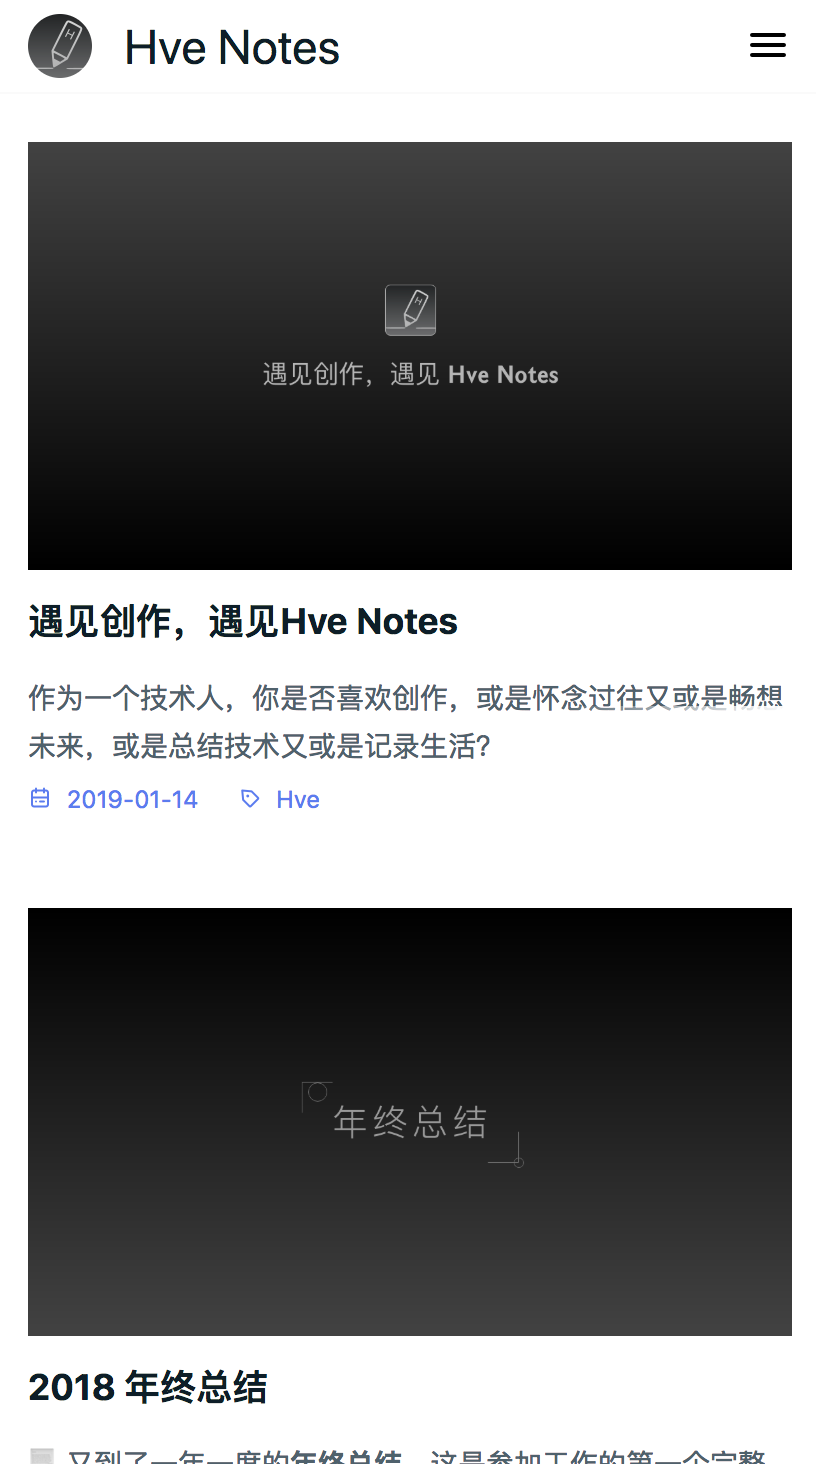 Hve Notes
遇见创作，遇见 Hve Notes
遇见创作，遇见Hve Notes
作为一个技术人，你是否喜欢创作，或是怀念过往又或是畅想
未来，或是总结技术又或是记录生活?
2019-01-14 Hve
年终总结
2018 年终总结
又到了一年一度的年终总结，这是参加工作的第一个完整